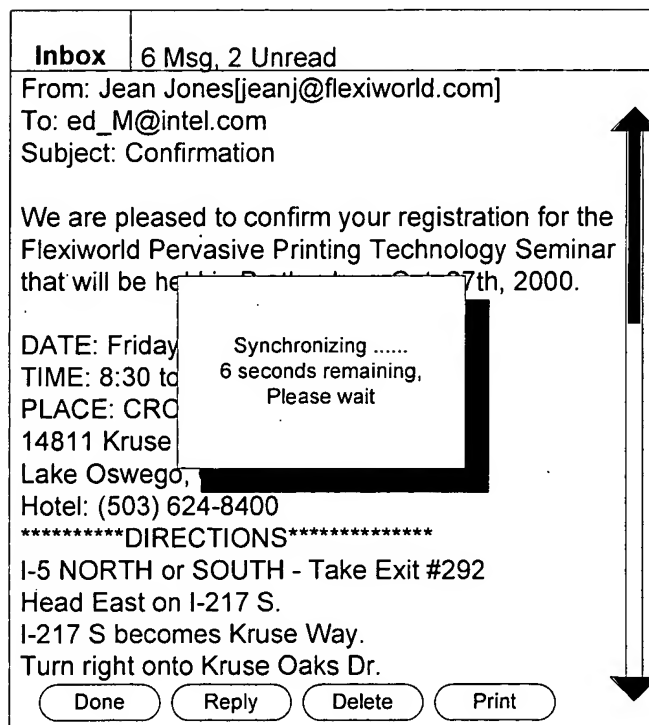 Inbox 6 Msg, 2 Unread
From: Jean Jones[jeanj@flexiworld.com]
To: ed_M@intel.com
Subject: Confirmation
We are pleased to confirm your registration for the
Flexiworld Pervasive Printing Technology Seminar
that will be 7th, 2000.
DATE: Friday
TIME: 8:30 to
PLACE: CRO
14811 Kruse
Lake Oswego,
Hotel: (503) 624-8400
**********DIRECTIONS**************
I-5 NORTH or SOUTH - Take Exit #292
Head East on I-217 S.
I-217 S becomes Kruse Way.
Turn right onto Kruse Oaks Dr.
Synchronizing ......
6 seconds remaining,
Please wait
Done Reply Delete Print